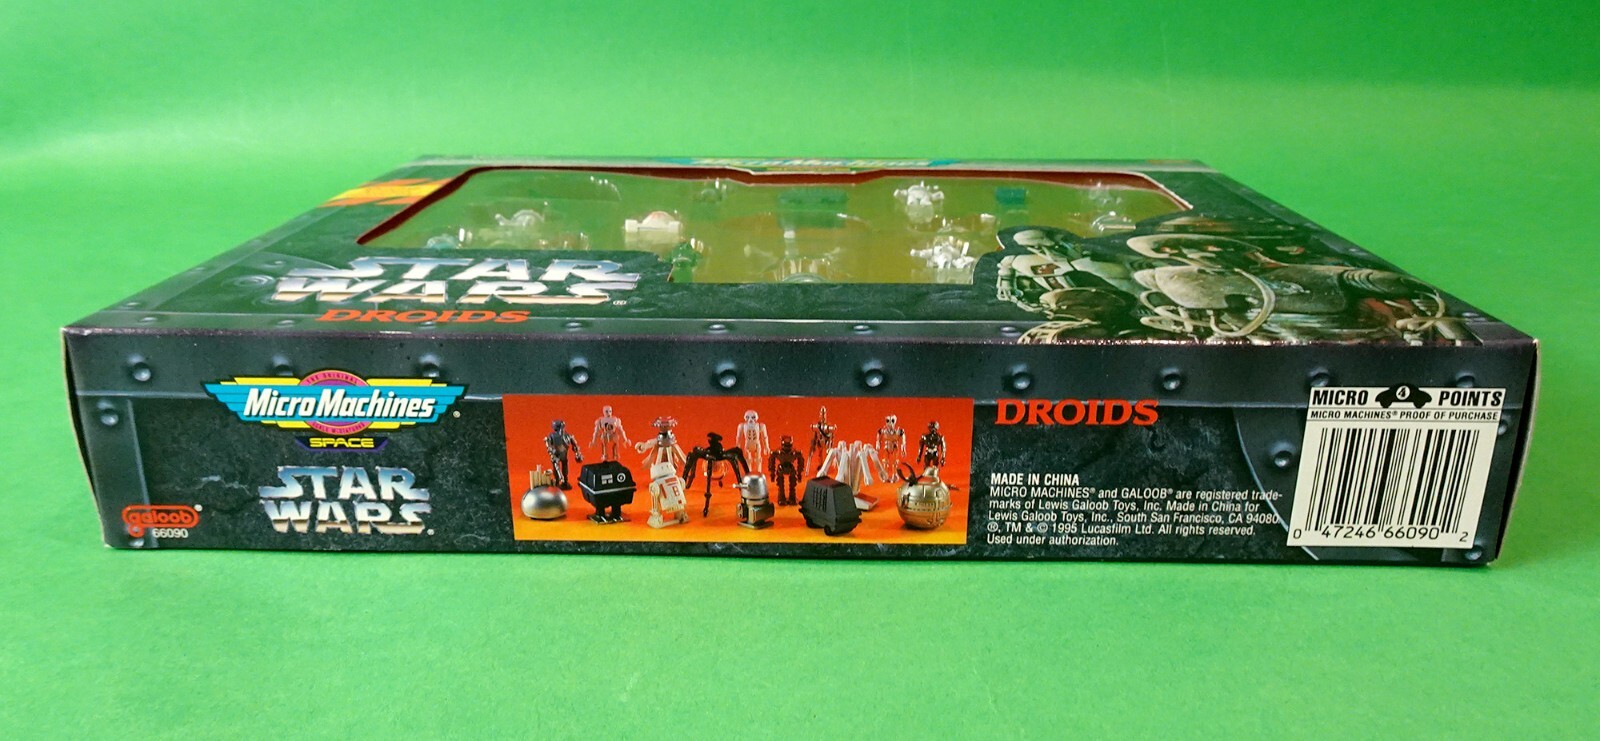 MicroMachines
STAR
WARS®
DROIDS
THE ORIGINAL
Micro Machines®
SCALE MINIATURES
SPACE
STAR
WARS®
galoob®
66090
DROIDS
MADE IN CHINA
MICRO MACHINES® and GALOOB® are registered trade-
marks of Lewis Galoob Toys, Inc. Made in China for
Lewis Galoob Toys, Inc., South San Francisco, CA 94080.
®, TM & © 1995 Lucasfilm Ltd. All rights reserved.
Used under authorization.
MICRO 4 POINTS
MICRO MACHINES® PROOF OF PURCHASE
0 47246 66090 2